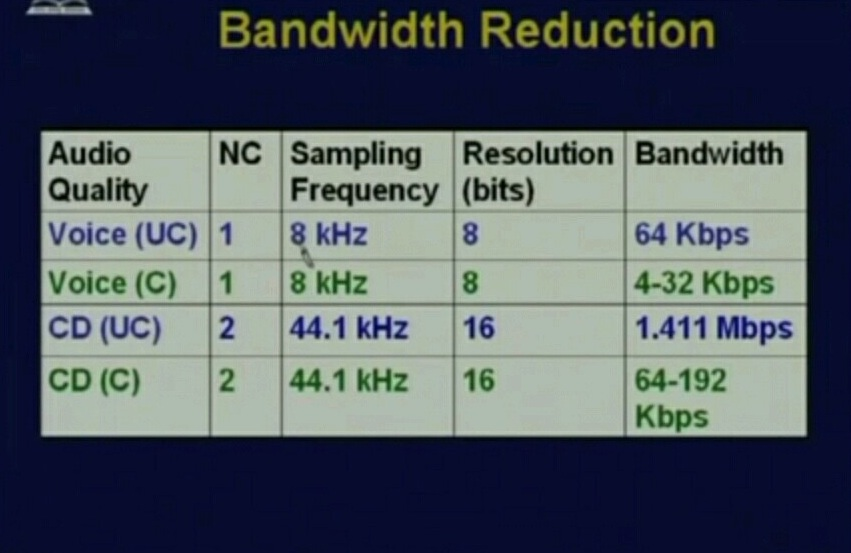 Bandwidth Reduction
Audio Quality NC Sampling Frequency Resolution (bits) Bandwidth
Voice (UC) 1 8 kHz 8 64 Kbps
Voice (C) 1 8 kHz 8 4-32 Kbps
CD (UC) 2 44.1 kHz 16 1.411 Mbps
CD (C) 2 44.1 kHz 16 64-192 Kbps